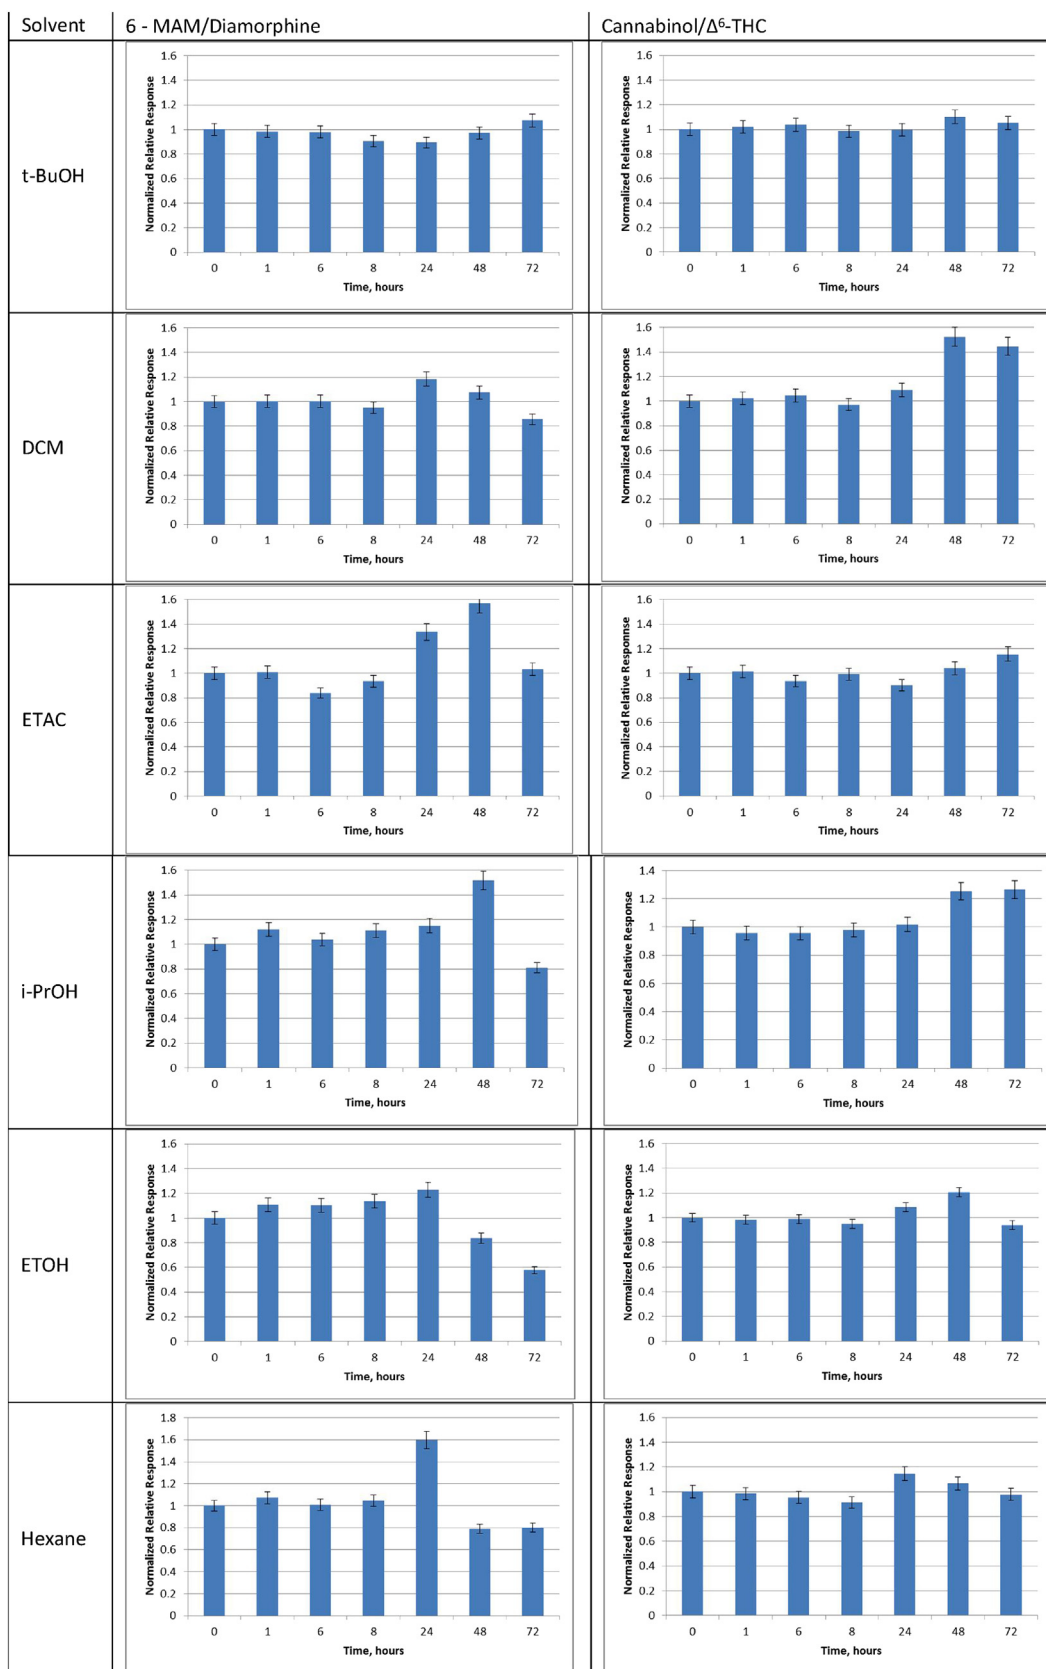 Solvent 6 - MAM/Diamorphine Cannabinol/Δ⁶-THC
t-BuOH
Normalized Relative Response
1.6
1.4
1.2
1
0.8
0.6
0.4
0.2
0
0 1 6 8 24 48 72
Time, hours
Normalized Relative Response
1.6
1.4
1.2
1
0.8
0.6
0.4
0.2
0
0 1 6 8 24 48 72
Time, hours
DCM
Normalized Relative Response
1.6
1.4
1.2
1
0.8
0.6
0.4
0.2
0
0 1 6 8 24 48 72
Time, hours
Normalized Relative Response
1.6
1.4
1.2
1
0.8
0.6
0.4
0.2
0
0 1 6 8 24 48 72
Time, hours
ETAC
Normalized Relative Response
1.6
1.4
1.2
1
0.8
0.6
0.4
0.2
0
0 1 6 8 24 48 72
Time, hours
Normalized Relative Responnse
1.6
1.4
1.2
1
0.8
0.6
0.4
0.2
0
0 1 6 8 24 48 72
Time, hours
i-PrOH
Normalized Relative Response
1.6
1.4
1.2
1
0.8
0.6
0.4
0.2
0
0 1 6 8 24 48 72
Time, hours
Normalized Relative Response
1.4
1.2
1
0.8
0.6
0.4
0.2
0
0 1 6 8 24 48 72
Time, hours
ETOH
Normalized Relative Response
1.6
1.4
1.2
1
0.8
0.6
0.4
0.2
0
0 1 6 8 24 48 72
Time, hours
Normalized Relative Response
1.6
1.4
1.2
1
0.8
0.6
0.4
0.2
0
0 1 6 8 24 48 72
Time, hours
Hexane
Normalized Relative Response
1.8
1.6
1.4
1.2
1
0.8
0.6
0.4
0.2
0
0 1 6 8 24 48 72
Time, hours
Normalized Relative Response
1.6
1.4
1.2
1
0.8
0.6
0.4
0.2
0
0 1 6 8 24 48 72
Time, hours